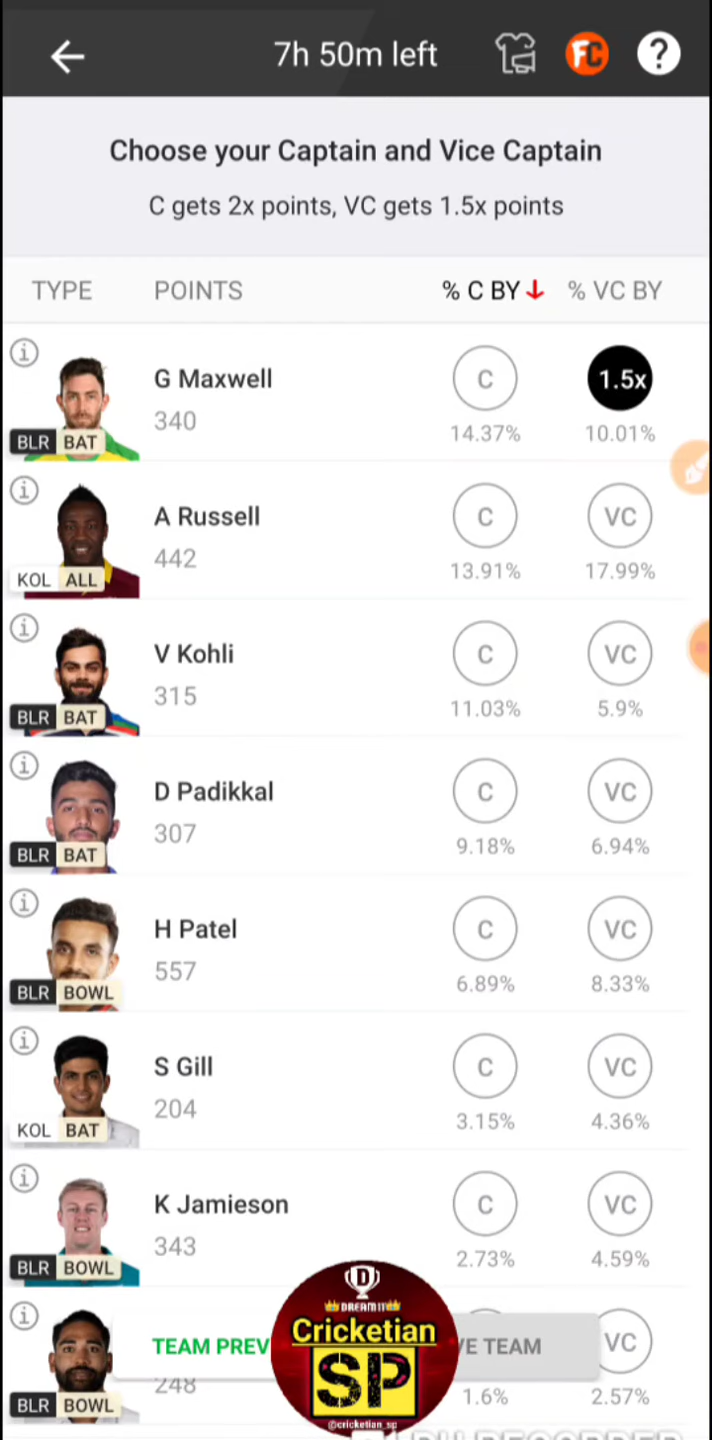 7h 50m left
FC
?
Choose your Captain and Vice Captain
C gets 2x points, VC gets 1.5x points
TYPE POINTS % C BY % VC BY
i
G Maxwell C 1.5x
340
BLR BAT 14.37% 10.01%
i
A Russell C VC
442
KOL ALL 13.91% 17.99%
i
V Kohli C VC
315
BLR BAT 11.03% 5.9%
i
D Padikkal C VC
307
BLR BAT 9.18% 6.94%
i
H Patel C VC
557
BLR BOWL 6.89% 8.33%
i
S Gill C VC
204
KOL BAT 3.15% 4.36%
i
K Jamieson C VC
343
BLR BOWL 2.73% 4.59%
i
D
DREAM11
Cricketian
TEAM PREV VE TEAM VC
SP
248
BLR BOWL 1.6% 2.57%
@cricketian_sp
RECORDER